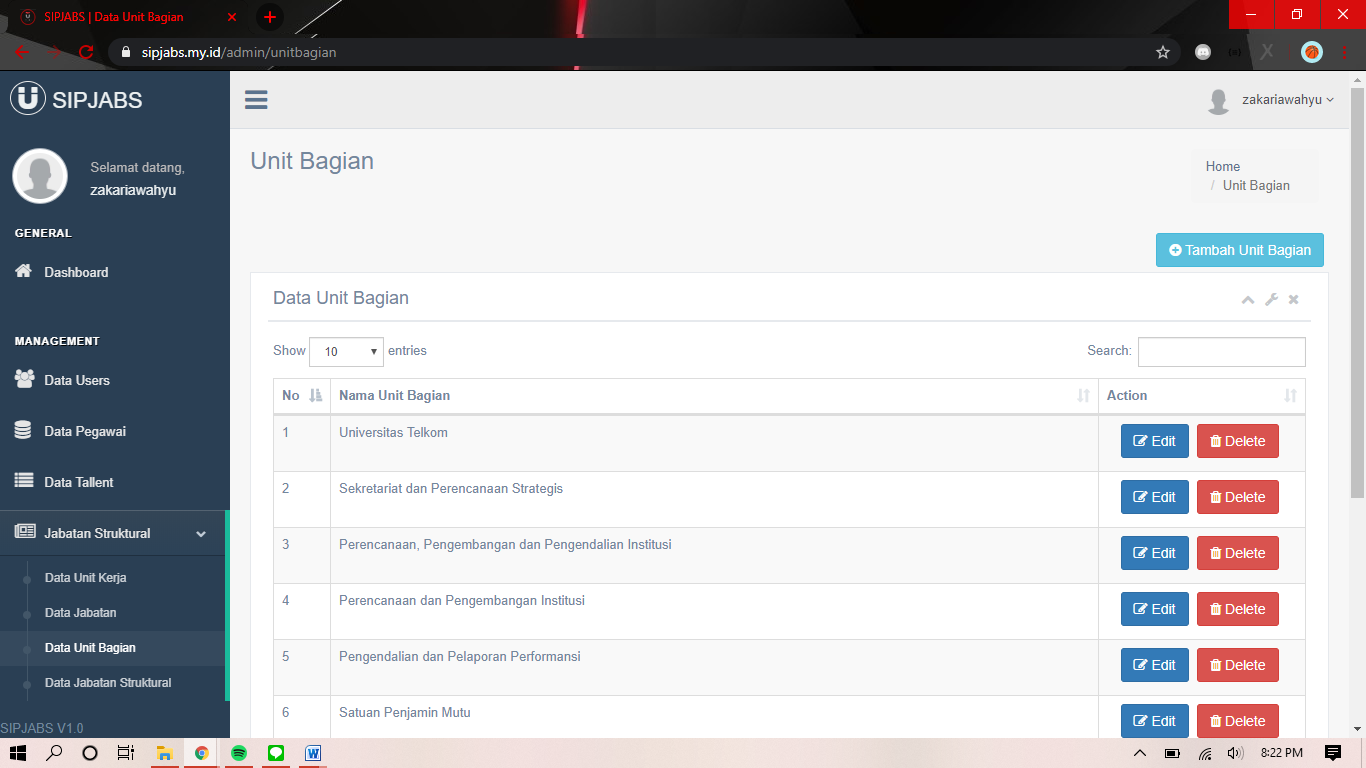 SIPJABS | Data Unit Bagian
sipjabs.my.id/admin/unitbagian
SIPJABS
zakariawahyu
Selamat datang,
zakariawahyu
GENERAL
Dashboard
MANAGEMENT
Data Users
Data Pegawai
Data Tallent
Jabatan Struktural
Data Unit Kerja
Data Jabatan
Data Unit Bagian
Data Jabatan Struktural
SIPJABS V1.0
Unit Bagian
Home
/ Unit Bagian
Tambah Unit Bagian
Data Unit Bagian
Show 10 entries
Search:
No Nama Unit Bagian Action
1 Universitas Telkom Edit Delete
2 Sekretariat dan Perencanaan Strategis Edit Delete
3 Perencanaan, Pengembangan dan Pengendalian Institusi Edit Delete
4 Perencanaan dan Pengembangan Institusi Edit Delete
5 Pengendalian dan Pelaporan Performansi Edit Delete
6 Satuan Penjamin Mutu Edit Delete
8:22 PM